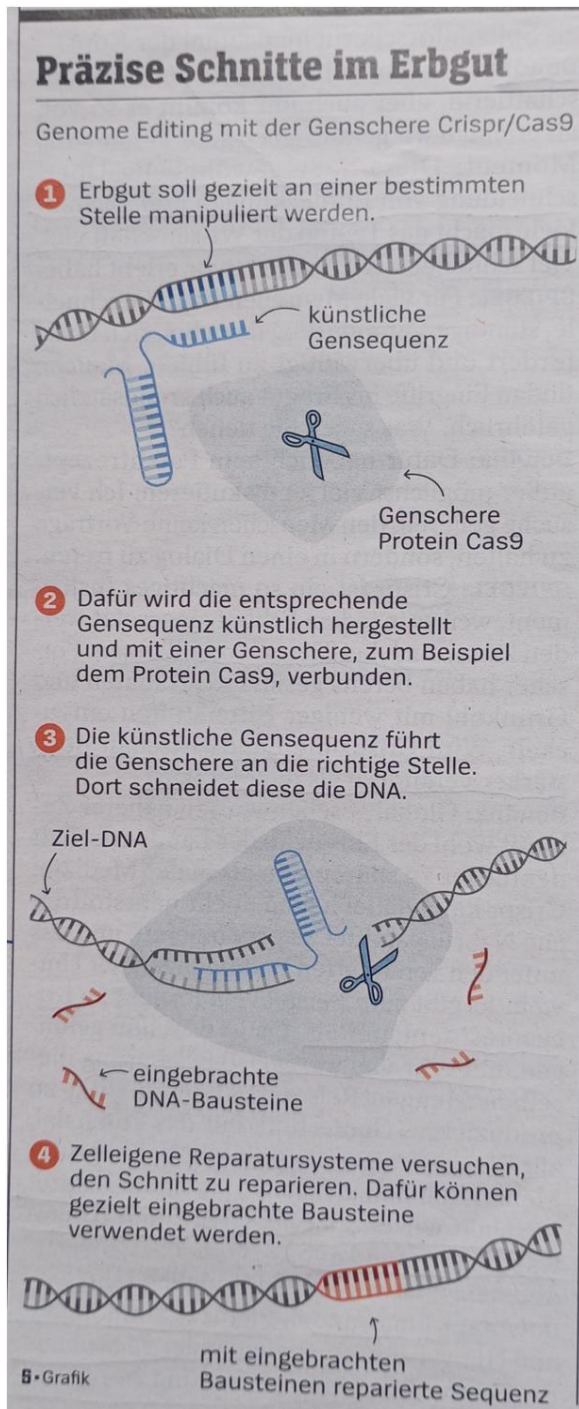 Präzise Schnitte im Erbgut
Genome Editing mit der Genschere Crispr/Cas9
1 Erbgut soll gezielt an einer bestimmten
Stelle manipuliert werden.
künstliche
Gensequenz
Genschere
Protein Cas9
2 Dafür wird die entsprechende
Gensequenz künstlich hergestellt
und mit einer Genschere, zum Beispiel
dem Protein Cas9, verbunden.
3 Die künstliche Gensequenz führt
die Genschere an die richtige Stelle.
Dort schneidet diese die DNA.
Ziel-DNA
eingebrachte
DNA-Bausteine
4 Zelleigene Reparatursysteme versuchen,
den Schnitt zu reparieren. Dafür können
gezielt eingebrachte Bausteine
verwendet werden.
mit eingebrachten
Bausteinen reparierte Sequenz
S•Grafik